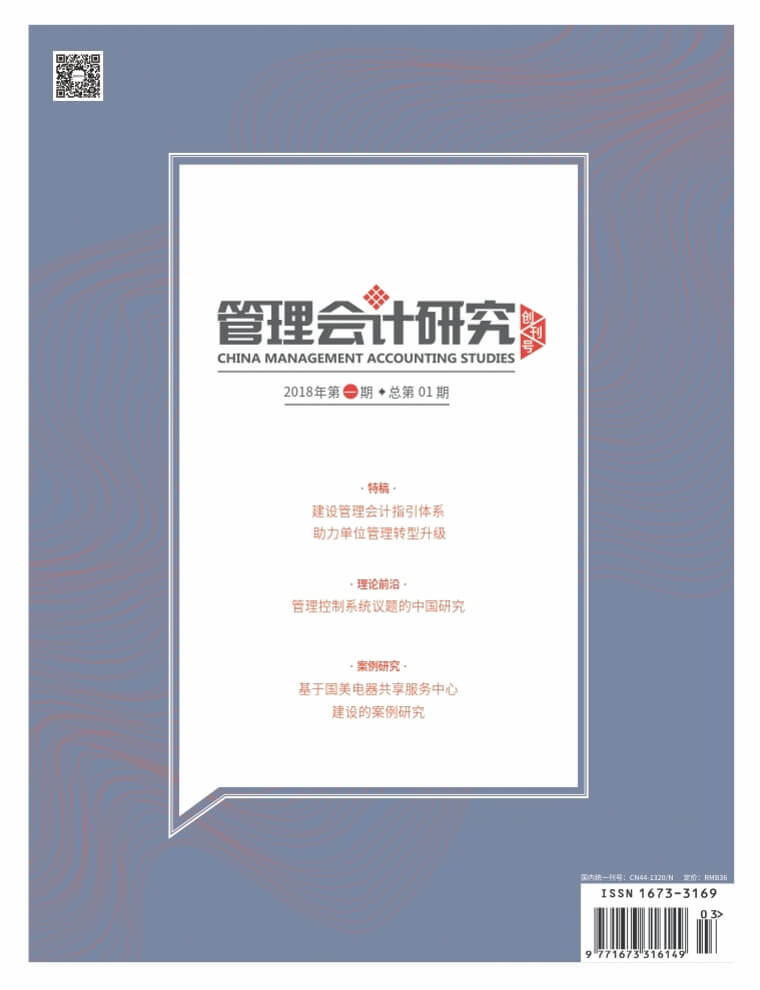 管理会计研究
创刊号
CHINA MANAGEMENT ACCOUNTING STUDIES
2018年第一期 ✦ 总第 01 期
· 特稿 ·
建设管理会计指引体系
助力单位管理转型升级
· 理论前沿 ·
管理控制系统议题的中国研究
· 案例研究 ·
基于国美电器共享服务中心
建设的案例研究
国内统一刊号：CN44-1320/N 定价：RMB36
ISSN 1673-3169
03>
9 771673 316149